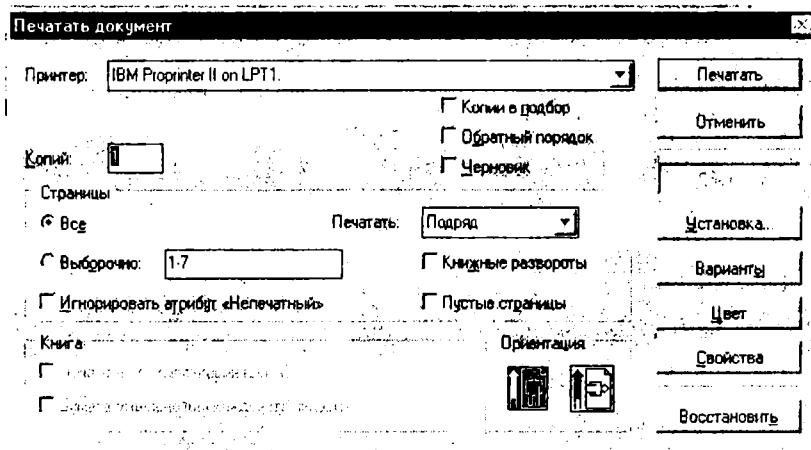 Печатать документ
Принтер: IBM Proprinter II on LPT1.
Печатать
Копии в подбор
Отменить
Обратный порядок
Копий: 1
Черновик
Страницы
Все
Печатать: Подряд
Установка...
Выборочно: 1-7
Книжные развороты
Варианты
Игнорировать атрибут «Непечатный»
Пустые страницы
Цвет
Книга
Ориентация
Свойства
Восстановить